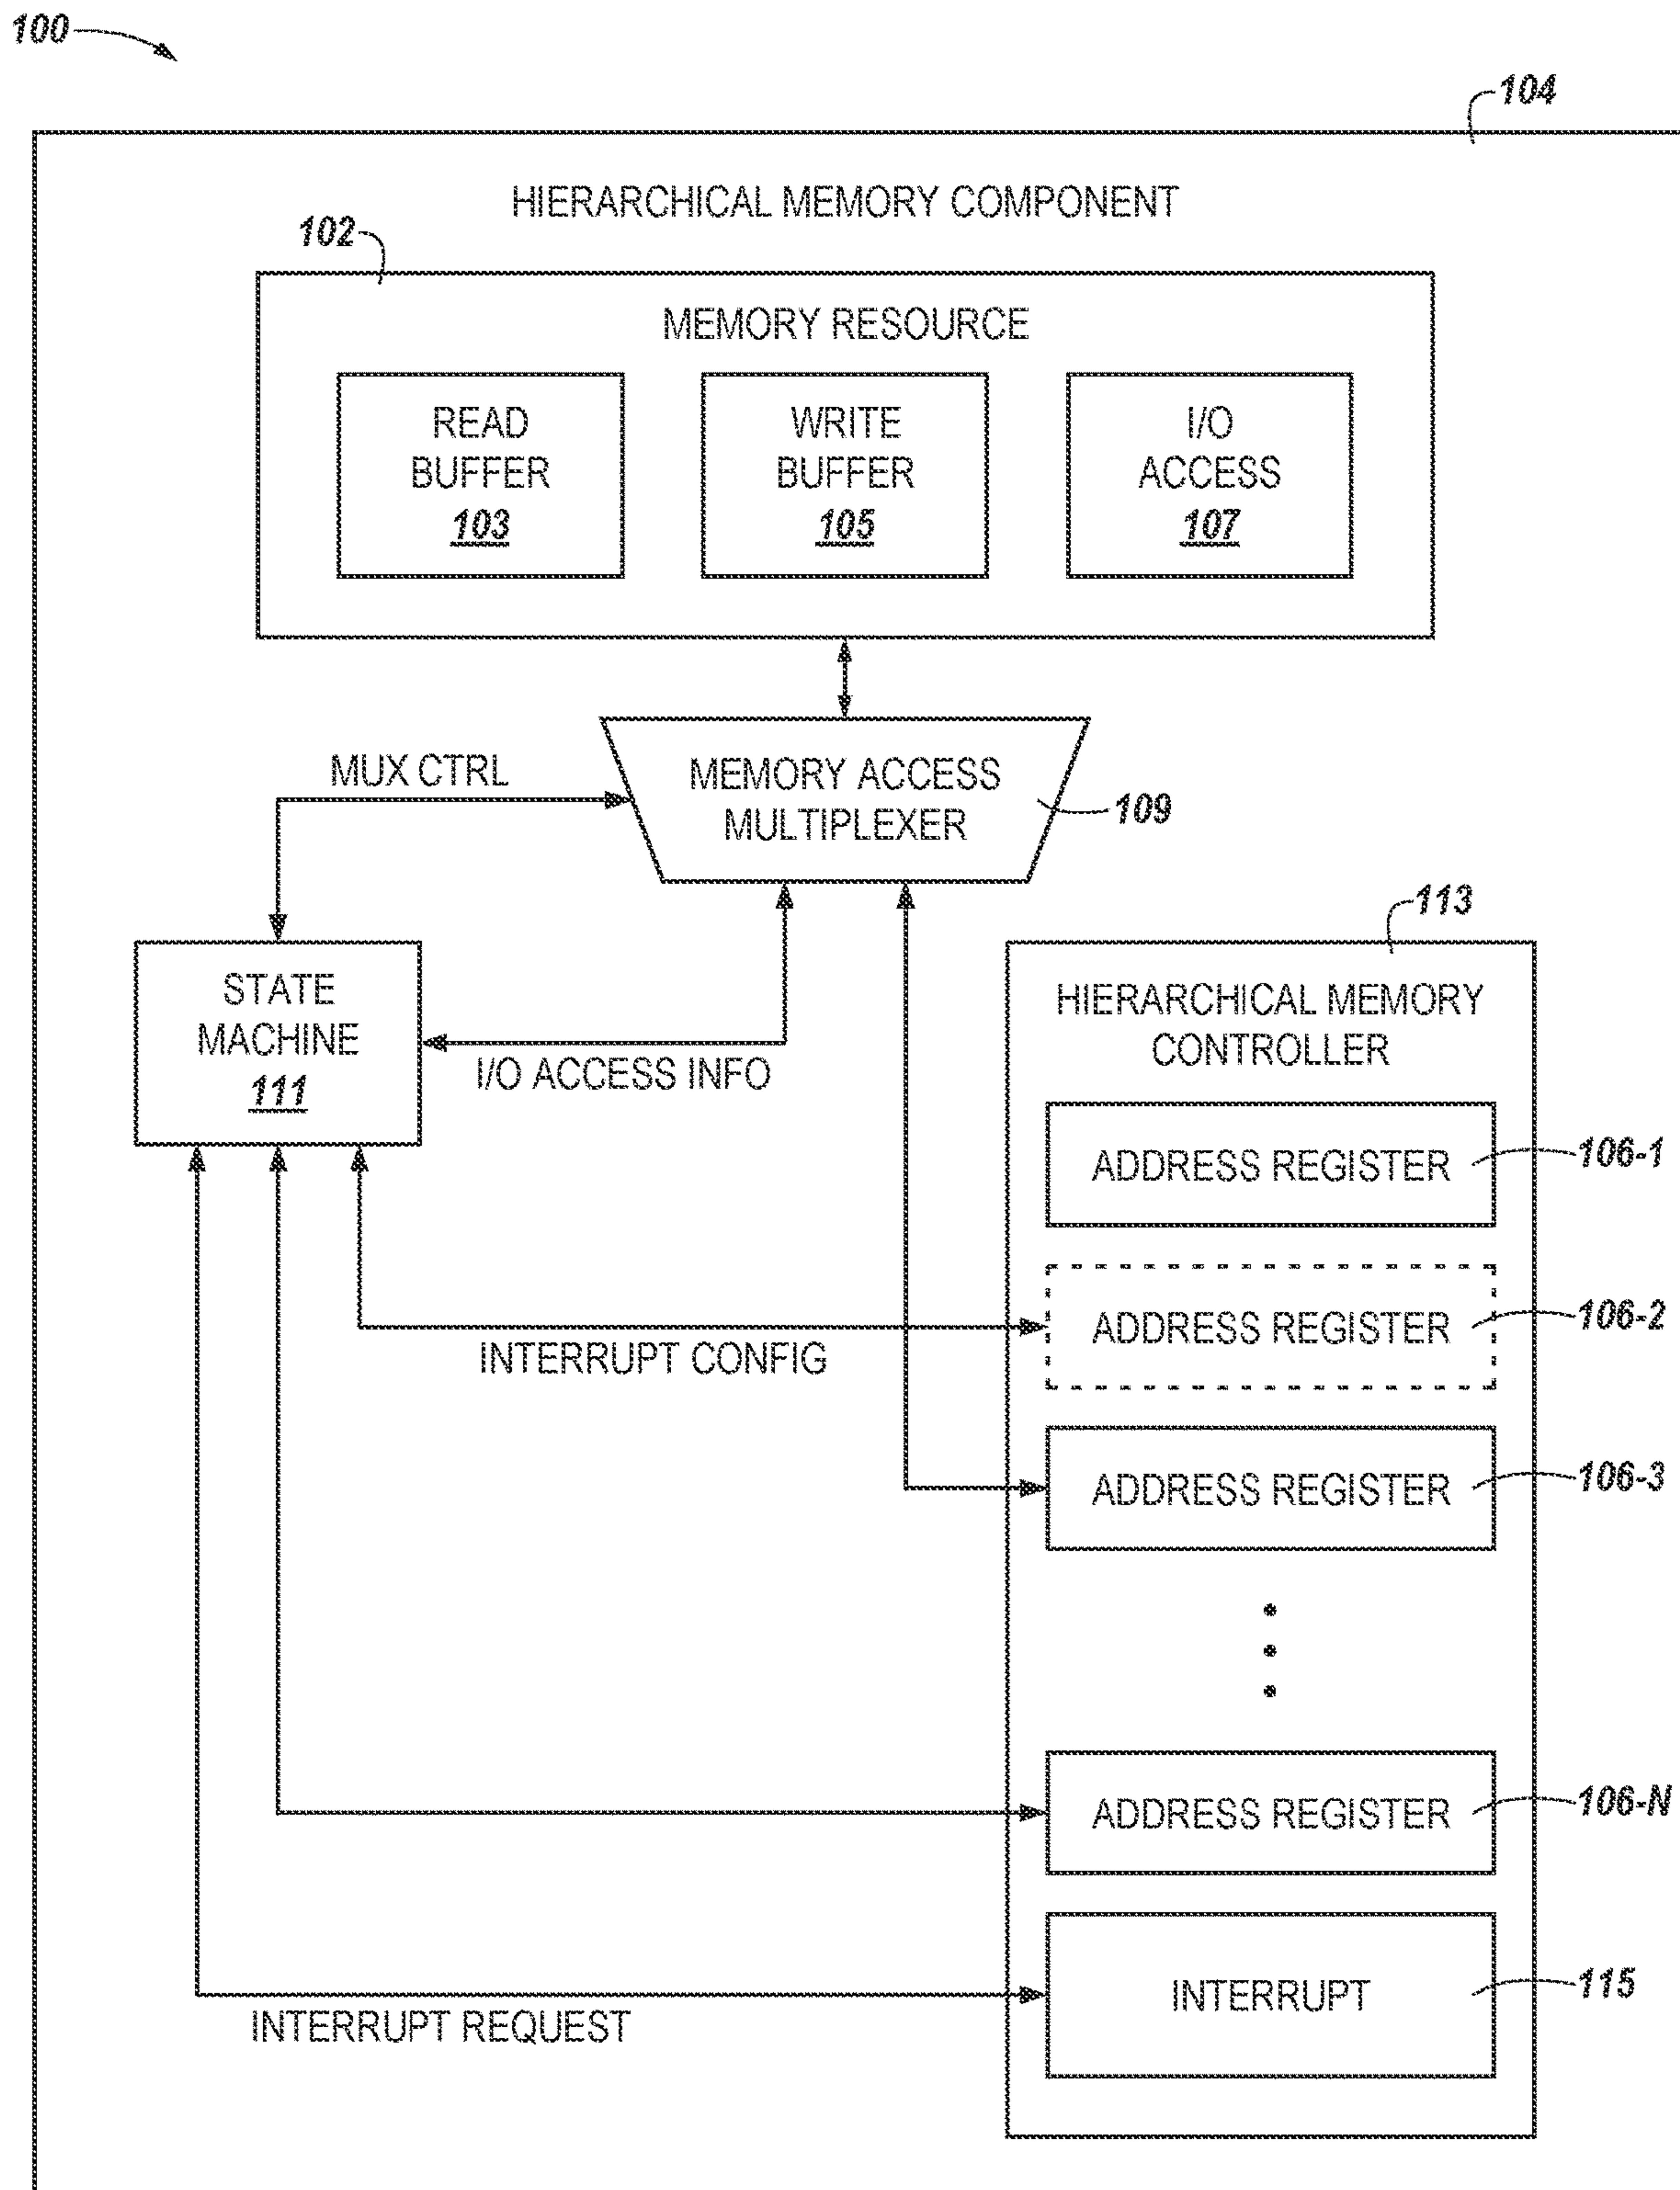 100
104
HIERARCHICAL MEMORY COMPONENT
102
MEMORY RESOURCE
READ
BUFFER
103
WRITE
BUFFER
105
I/O
ACCESS
107
MUX CTRL
MEMORY ACCESS
MULTIPLEXER
109
113
STATE
MACHINE
111
I/O ACCESS INFO
HIERARCHICAL MEMORY
CONTROLLER
ADDRESS REGISTER
106-1
ADDRESS REGISTER
106-2
INTERRUPT CONFIG
ADDRESS REGISTER
106-3
ADDRESS REGISTER
106-N
INTERRUPT
115
INTERRUPT REQUEST